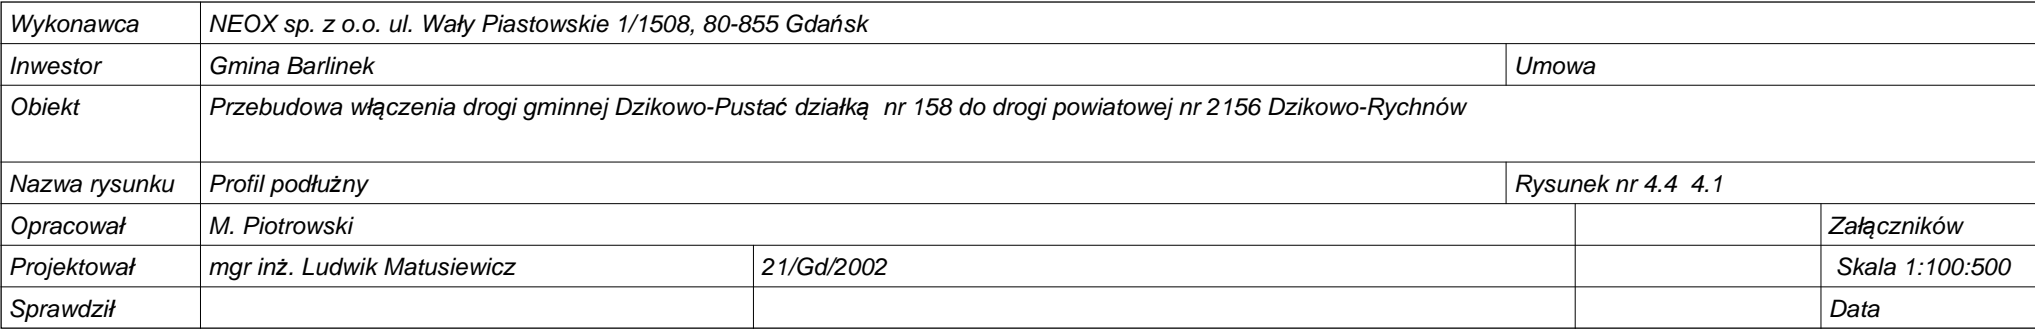 Wykonawca NEOX sp. z o.o. ul. Wały Piastowskie 1/1508, 80-855 Gdańsk
Inwestor Gmina Barlinek Umowa
Obiekt Przebudowa włączenia drogi gminnej Dzikowo-Pustać działką  nr 158 do drogi powiatowej nr 2156 Dzikowo-Rychnów
Nazwa rysunku Profil podłużny Rysunek nr 4.4  4.1
Opracował M. Piotrowski Załączników
Projektował mgr inż. Ludwik Matusiewicz 21/Gd/2002 Skala 1:100:500
Sprawdził Data